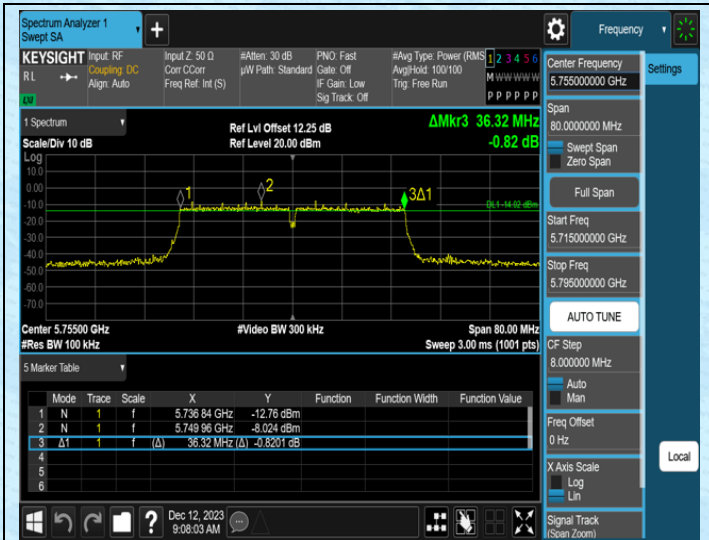 Spectrum Analyzer 1
Swept SA
+
Frequency
KEYSIGHT
RL
LXI
Input: RF
Coupling: DC
Align: Auto
Input Z: 50 Ω
Corr CCorr
Freq Ref: Int (S)
#Atten: 30 dB
µW Path: Standard
PNO: Fast
Gate: Off
IF Gain: Low
Sig Track: Off
#Avg Type: Power (RMS
Avg|Hold: 100/100
Trig: Free Run
1 2 3 4 5 6
M W W W W W
P P P P P P
1 Spectrum
Scale/Div 10 dB
Ref Lvl Offset 12.25 dB
Ref Level 20.00 dBm
ΔMkr3 36.32 MHz
-0.82 dB
Log
10.0
0.00
-10.0
-20.0
-30.0
-40.0
-50.0
-60.0
-70.0
1
2
3Δ1
DL1 -14.02 dBm
Center 5.75500 GHz
#Res BW 100 kHz
#Video BW 300 kHz
Span 80.00 MHz
Sweep 3.00 ms (1001 pts)
5 Marker Table
Mode Trace Scale X Y Function Function Width Function Value
1 N 1 f 5.736 84 GHz -12.76 dBm
2 N 1 f 5.749 96 GHz -8.024 dBm
3 Δ1 1 f (Δ) 36.32 MHz (Δ) -0.8201 dB
4
5
6
?
Dec 12, 2023
9:08:03 AM
Center Frequency
5.755000000 GHz
Span
80.0000000 MHz
Swept Span
Zero Span
Full Span
Start Freq
5.715000000 GHz
Stop Freq
5.795000000 GHz
AUTO TUNE
CF Step
8.000000 MHz
Auto
Man
Freq Offset
0 Hz
X Axis Scale
Log
Lin
Signal Track
(Span Zoom)
Settings
Local